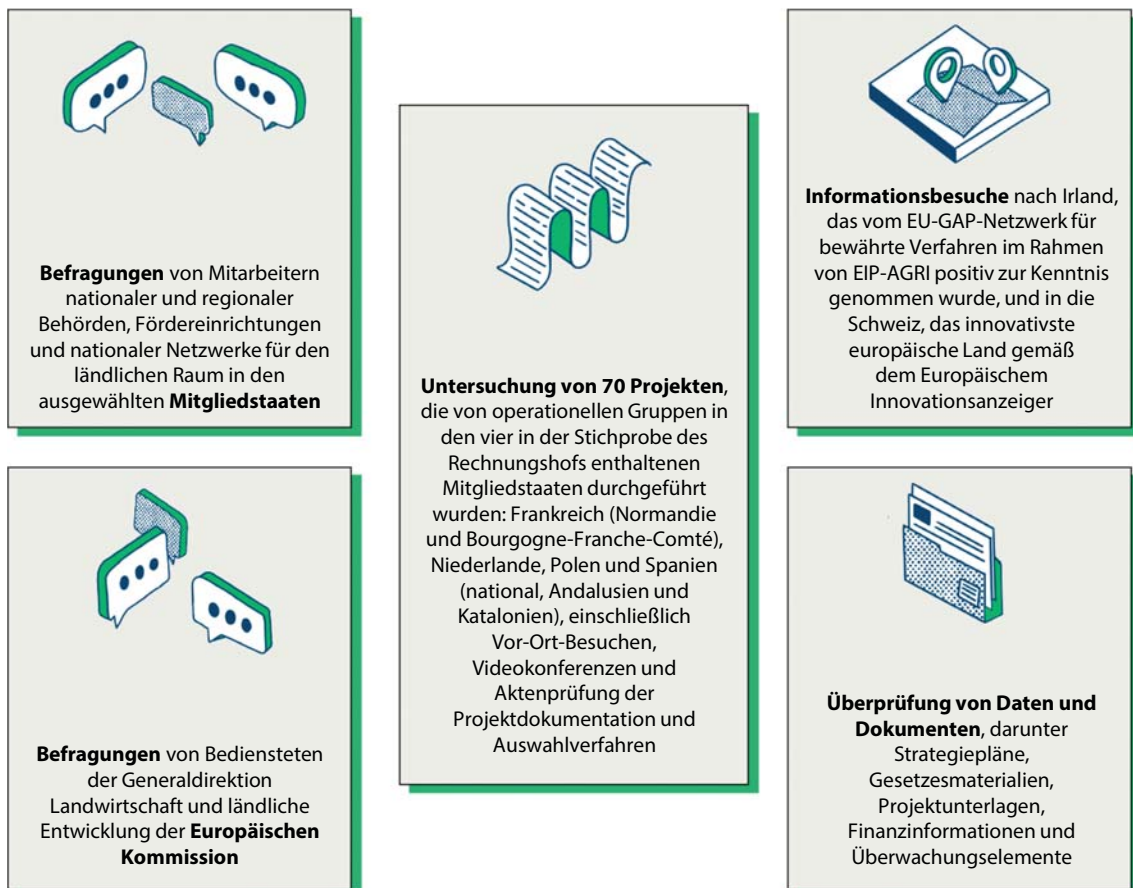 Befragungen von Mitarbeitern
nationaler und regionaler
Behörden, Fördereinrichtungen
und nationaler Netzwerke für den
ländlichen Raum in den
ausgewählten Mitgliedstaaten
Befragungen von Bediensteten
der Generaldirektion
Landwirtschaft und ländliche
Entwicklung der Europäischen
Kommission
Untersuchung von 70 Projekten,
die von operationellen Gruppen in
den vier in der Stichprobe des
Rechnungshofs enthaltenen
Mitgliedstaaten durchgeführt
wurden: Frankreich (Normandie
und Bourgogne-Franche-Comté),
Niederlande, Polen und Spanien
(national, Andalusien und
Katalonien), einschließlich
Vor-Ort-Besuchen,
Videokonferenzen und
Aktenprüfung der
Projektdokumentation und
Auswahlverfahren
Informationsbesuche nach Irland,
das vom EU-GAP-Netzwerk für
bewährte Verfahren im Rahmen
von EIP-AGRI positiv zur Kenntnis
genommen wurde, und in die
Schweiz, das innovativste
europäische Land gemäß
dem Europäischem
Innovationsanzeiger
Überprüfung von Daten und
Dokumenten, darunter
Strategiepläne,
Gesetzesmaterialien,
Projektunterlagen,
Finanzinformationen und
Überwachungselemente